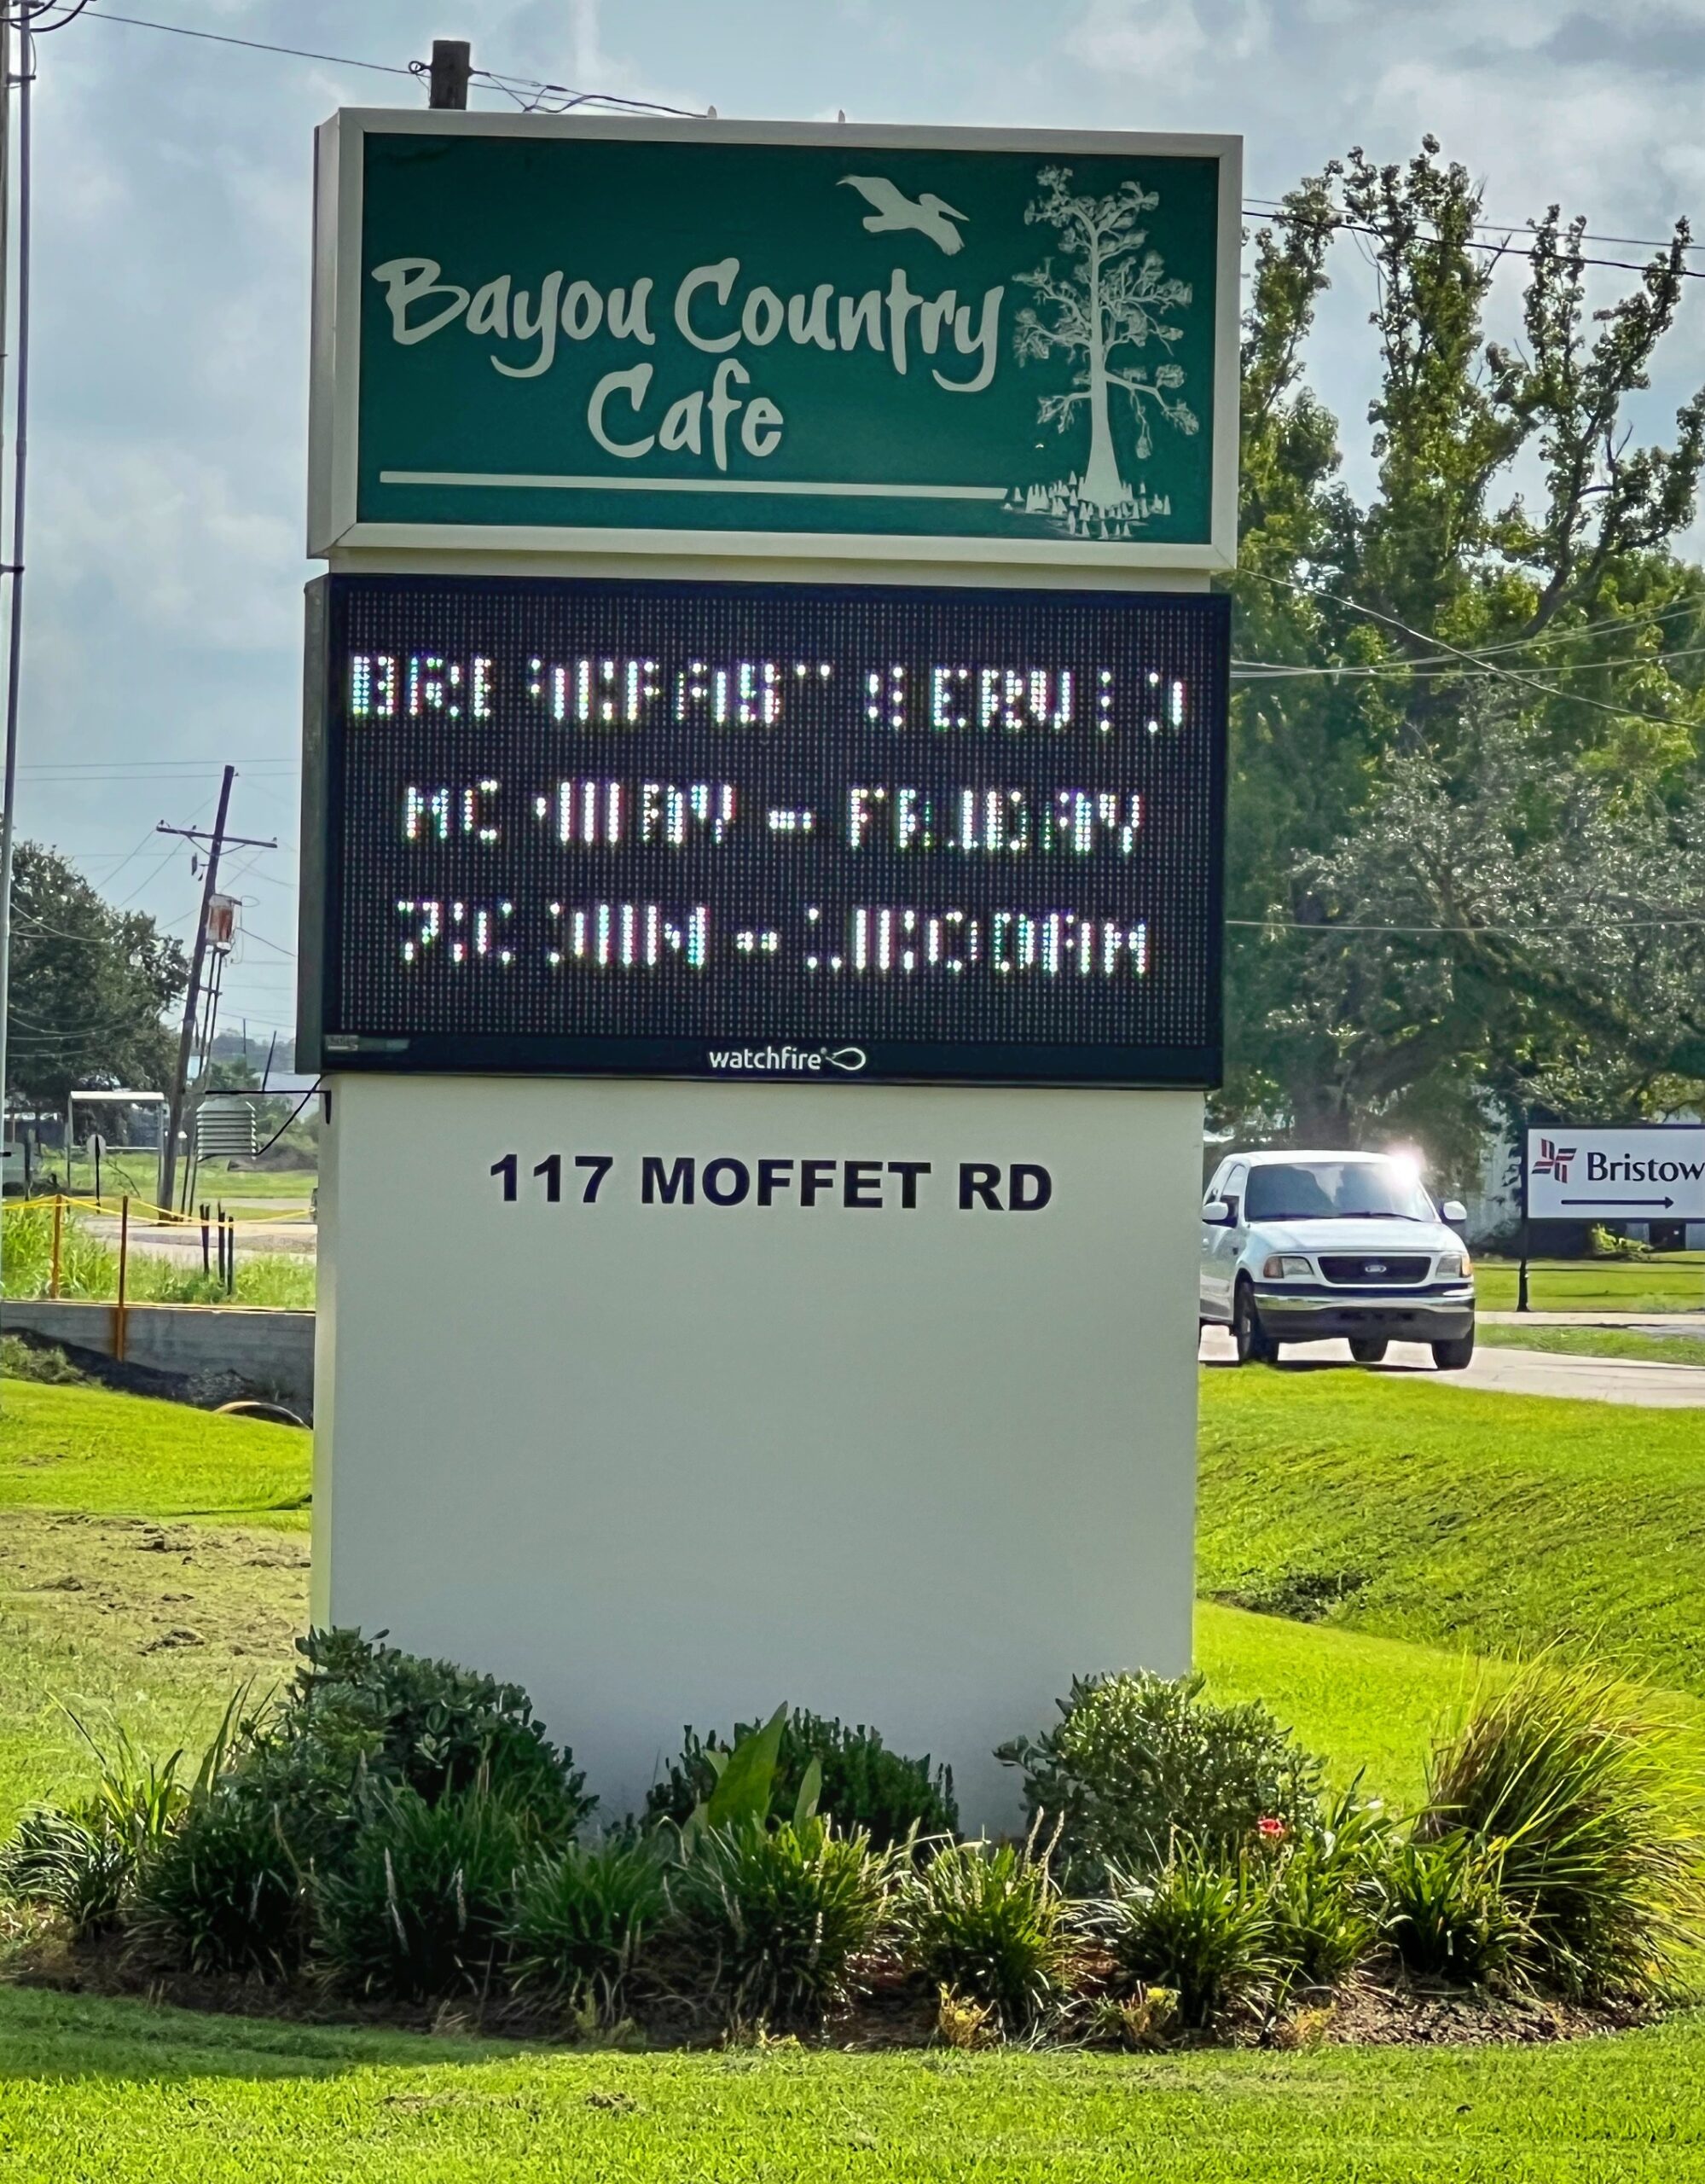 Bayou Country
Cafe
BREAKFAST SERVED
MONDAY - FRIDAY
watchfire
117 MOFFET RD
Bristow